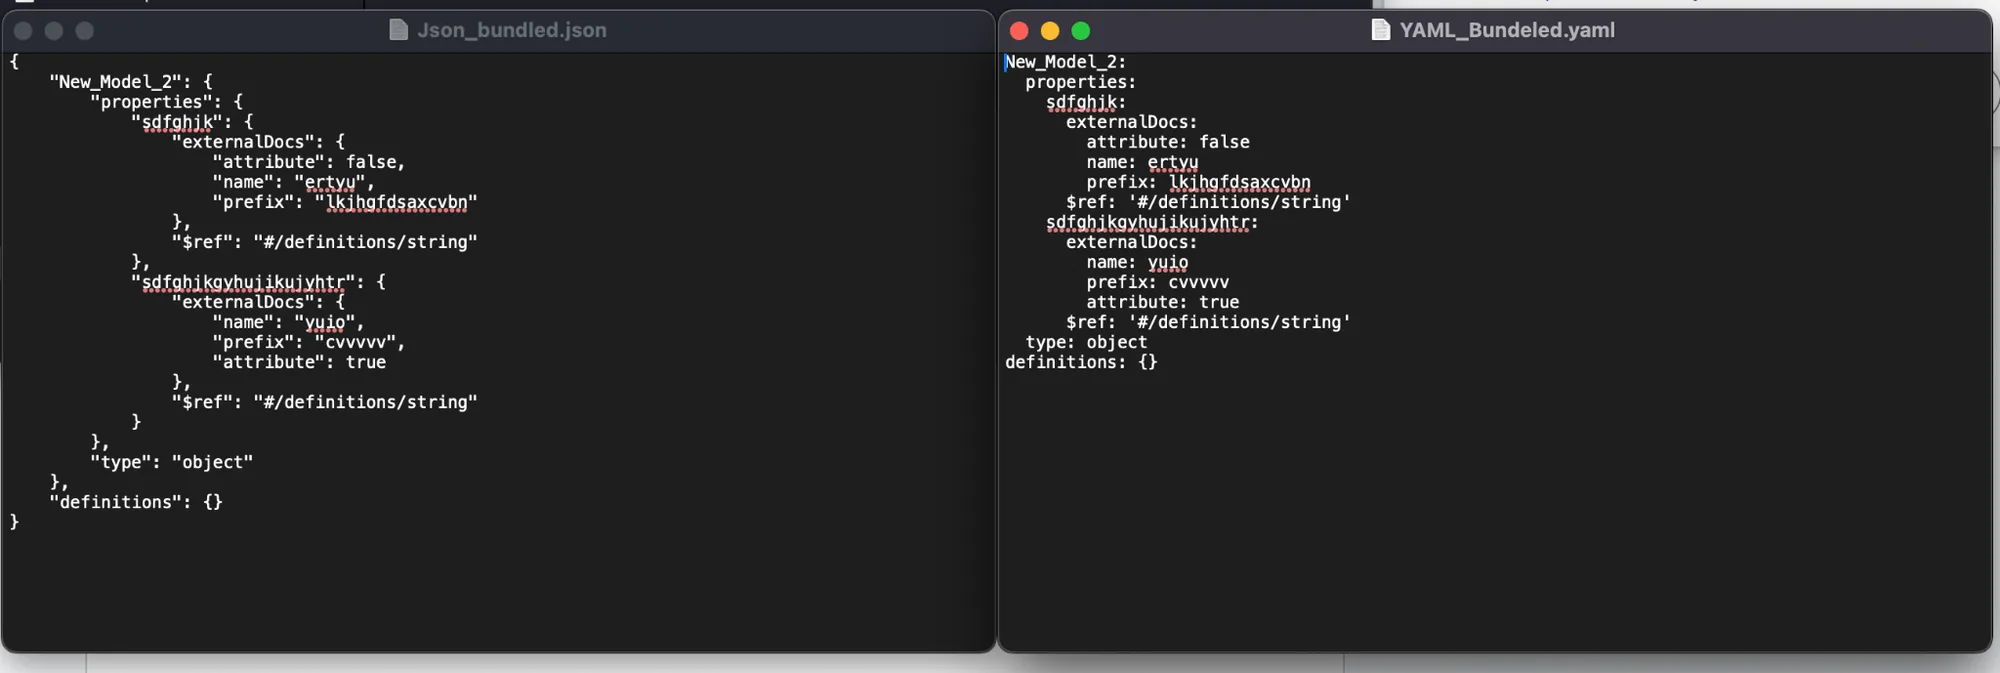 Json_bundled.json
{
    "New_Model_2": {
        "properties": {
            "sdfghjk": {
                "externalDocs": {
                    "attribute": false,
                    "name": "ertyu",
                    "prefix": "lkjhgfdsaxcvbn"
                },
                "$ref": "#/definitions/string"
            },
            "sdfghjkgyhujikujyhtr": {
                "externalDocs": {
                    "name": "yuio",
                    "prefix": "cvvvvv",
                    "attribute": true
                },
                "$ref": "#/definitions/string"
            }
        },
        "type": "object"
    },
    "definitions": {}
}
YAML_Bundeled.yaml
New_Model_2:
  properties:
    sdfghjk:
      externalDocs:
        attribute: false
        name: ertyu
        prefix: lkjhgfdsaxcvbn
      $ref: '#/definitions/string'
    sdfghjkgyhujikujyhtr:
      externalDocs:
        name: yuio
        prefix: cvvvvv
        attribute: true
      $ref: '#/definitions/string'
  type: object
definitions: {}